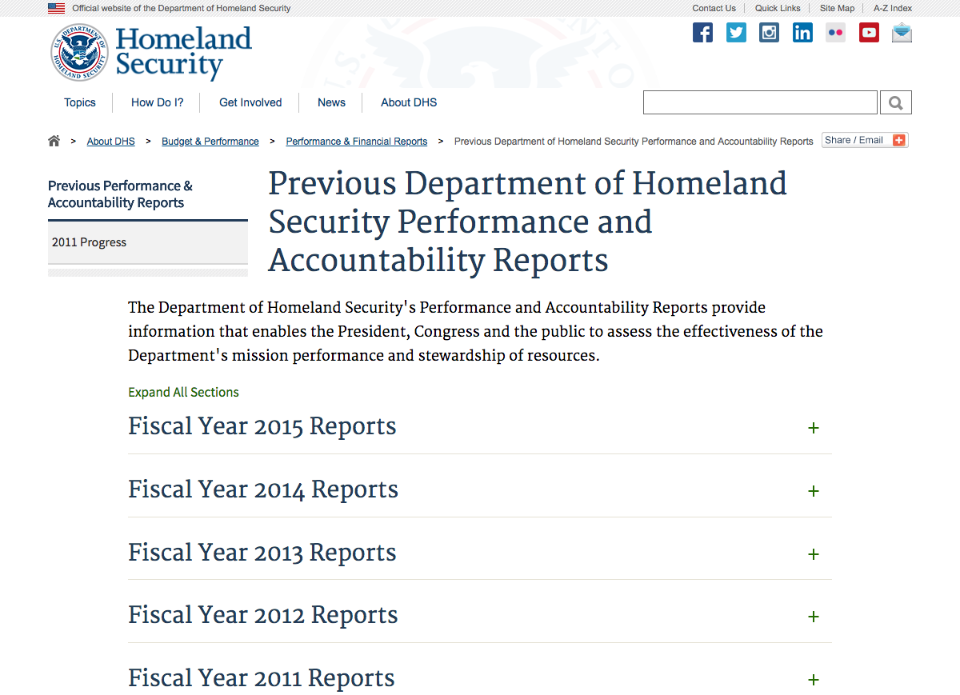 Official website of the Department of Homeland Security
Contact Us
Quick Links
Site Map
A-Z Index
U.S. DEPARTMENT OF HOMELAND SECURITY
Homeland
Security
Topics
How Do I?
Get Involved
News
About DHS
> About DHS > Budget & Performance > Performance & Financial Reports > Previous Department of Homeland Security Performance and Accountability Reports
Share / Email
Previous Performance &
Accountability Reports
2011 Progress
Previous Department of Homeland
Security Performance and
Accountability Reports
The Department of Homeland Security's Performance and Accountability Reports provide
information that enables the President, Congress and the public to assess the effectiveness of the
Department's mission performance and stewardship of resources.
Expand All Sections
Fiscal Year 2015 Reports +
Fiscal Year 2014 Reports +
Fiscal Year 2013 Reports +
Fiscal Year 2012 Reports +
Fiscal Year 2011 Reports +